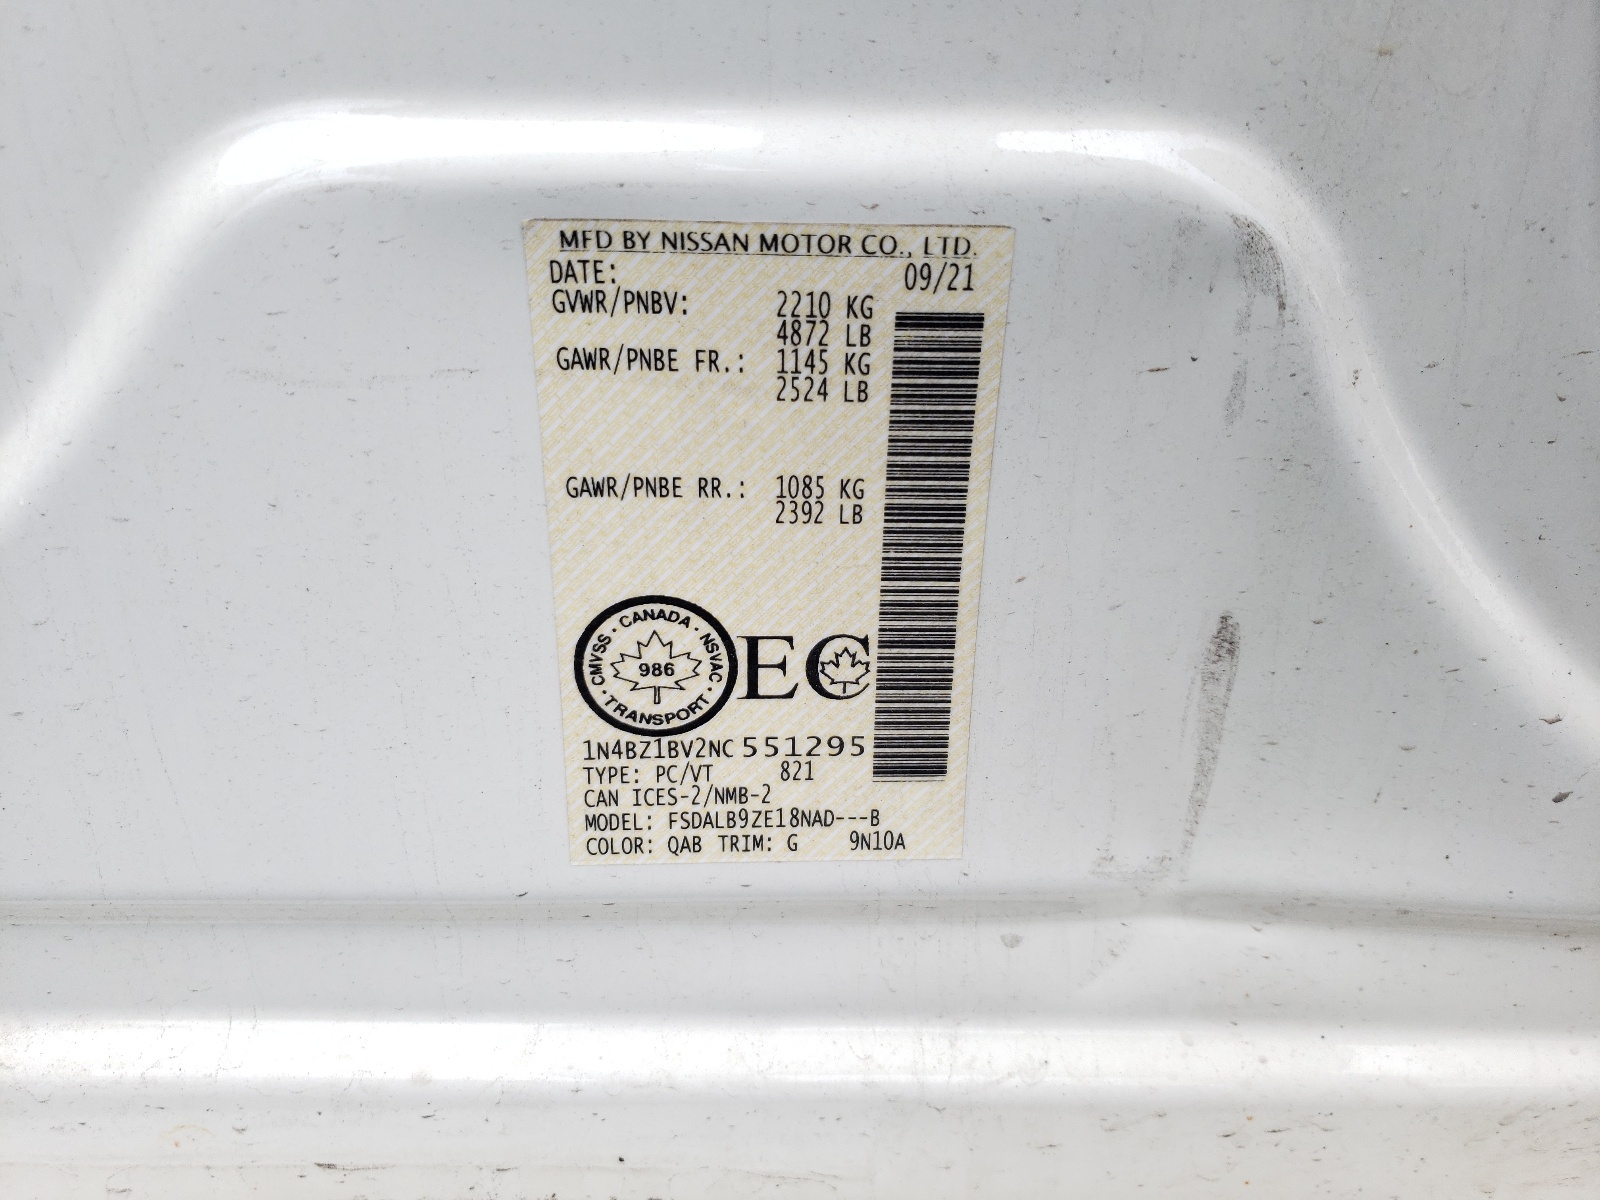 MFD BY NISSAN MOTOR CO., LTD.
DATE: 09/21
GVWR/PNBV: 2210 KG
4872 LB
GAWR/PNBE FR.: 1145 KG
2524 LB
GAWR/PNBE RR.: 1085 KG
2392 LB
CMVSS · CANADA · NSVAC · TRANSPORT ·
986
EC
1N4BZ1BV2NC551295
TYPE: PC/VT 821
CAN ICES-2/NMB-2
MODEL: FSDALB9ZE18NAD---B
COLOR: QAB TRIM: G 9N10A